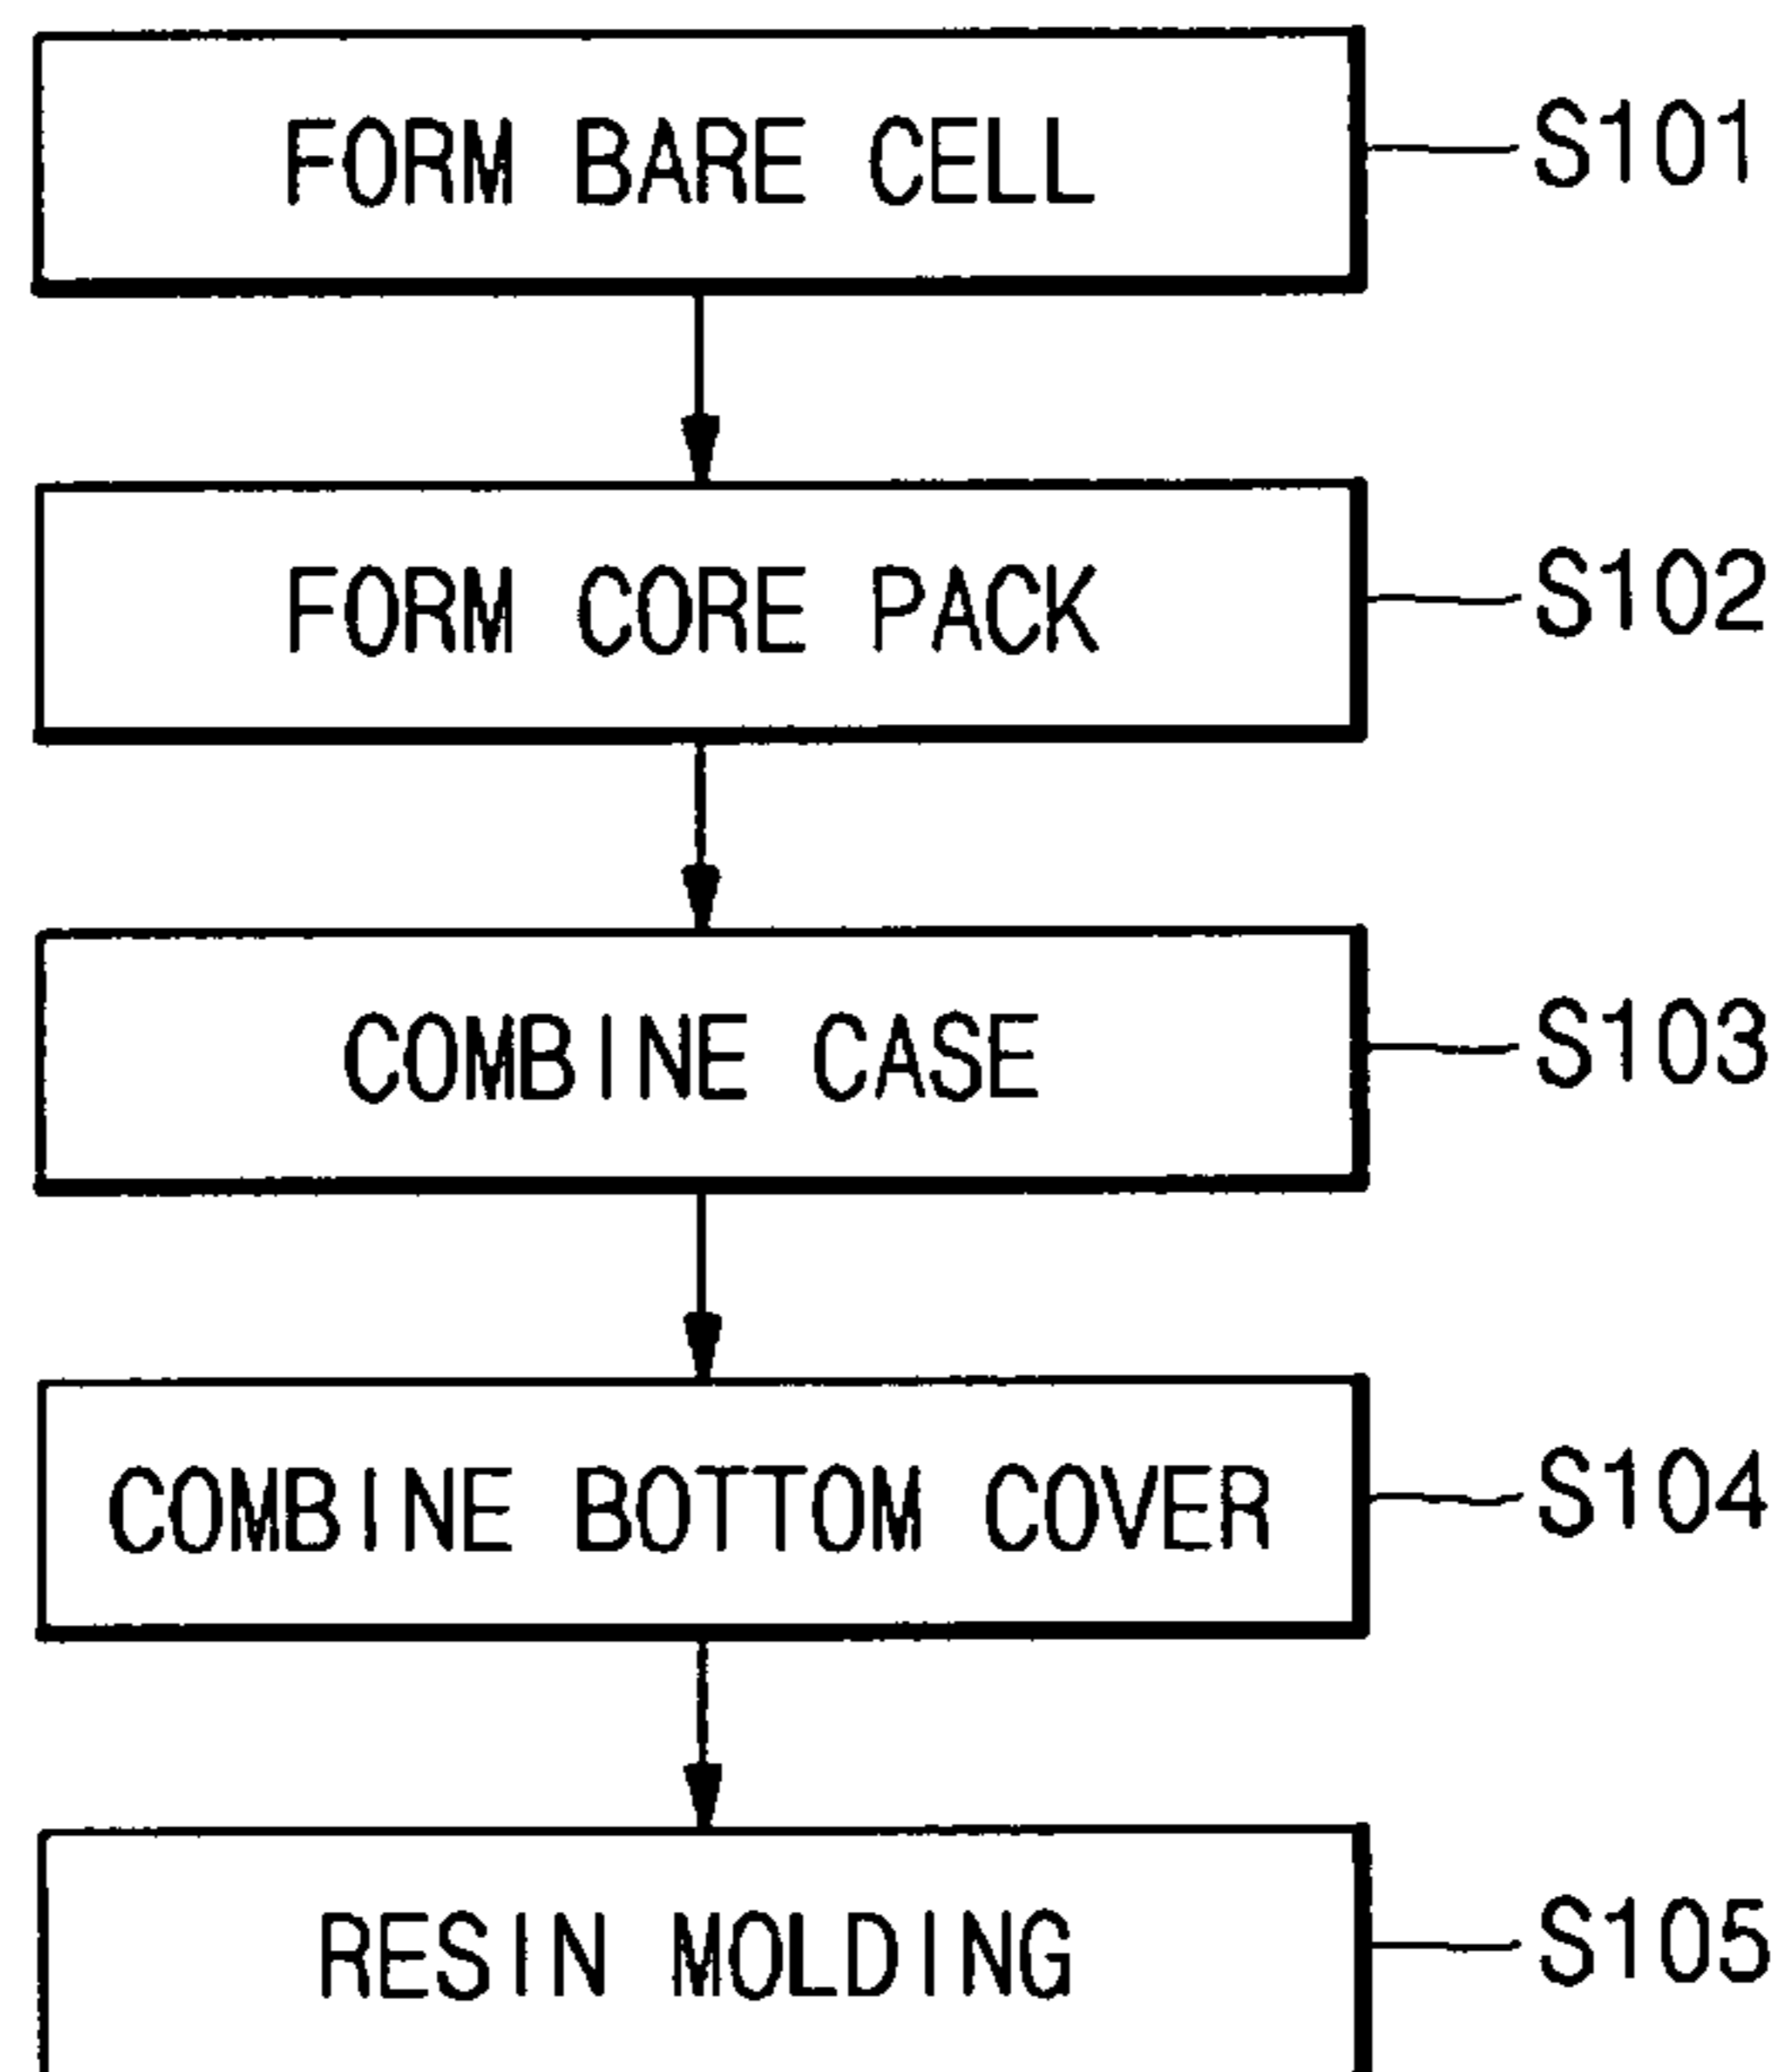 FORM BARE CELL
S101
FORM CORE PACK
S102
COMBINE CASE
S103
COMBINE BOTTOM COVER
S104
RESIN MOLDING
S105